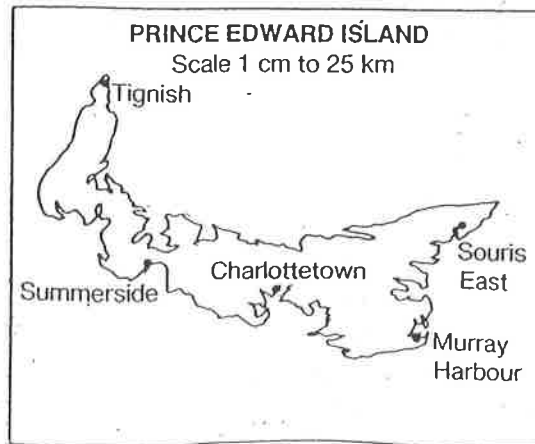 PRINCE EDWARD ISLAND
Scale 1 cm to 25 km
Tignish
Charlottetown
Souris
East
Summerside
Murray
Harbour